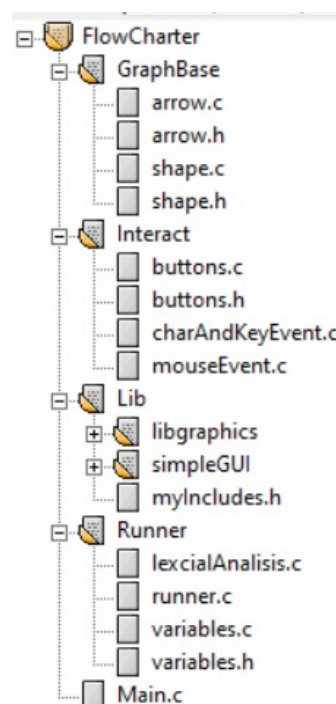 FlowCharter
GraphBase
arrow.c
arrow.h
shape.c
shape.h
Interact
buttons.c
buttons.h
charAndKeyEvent.c
mouseEvent.c
Lib
libgraphics
simpleGUI
myIncludes.h
Runner
lexcialAnalisis.c
runner.c
variables.c
variables.h
Main.c